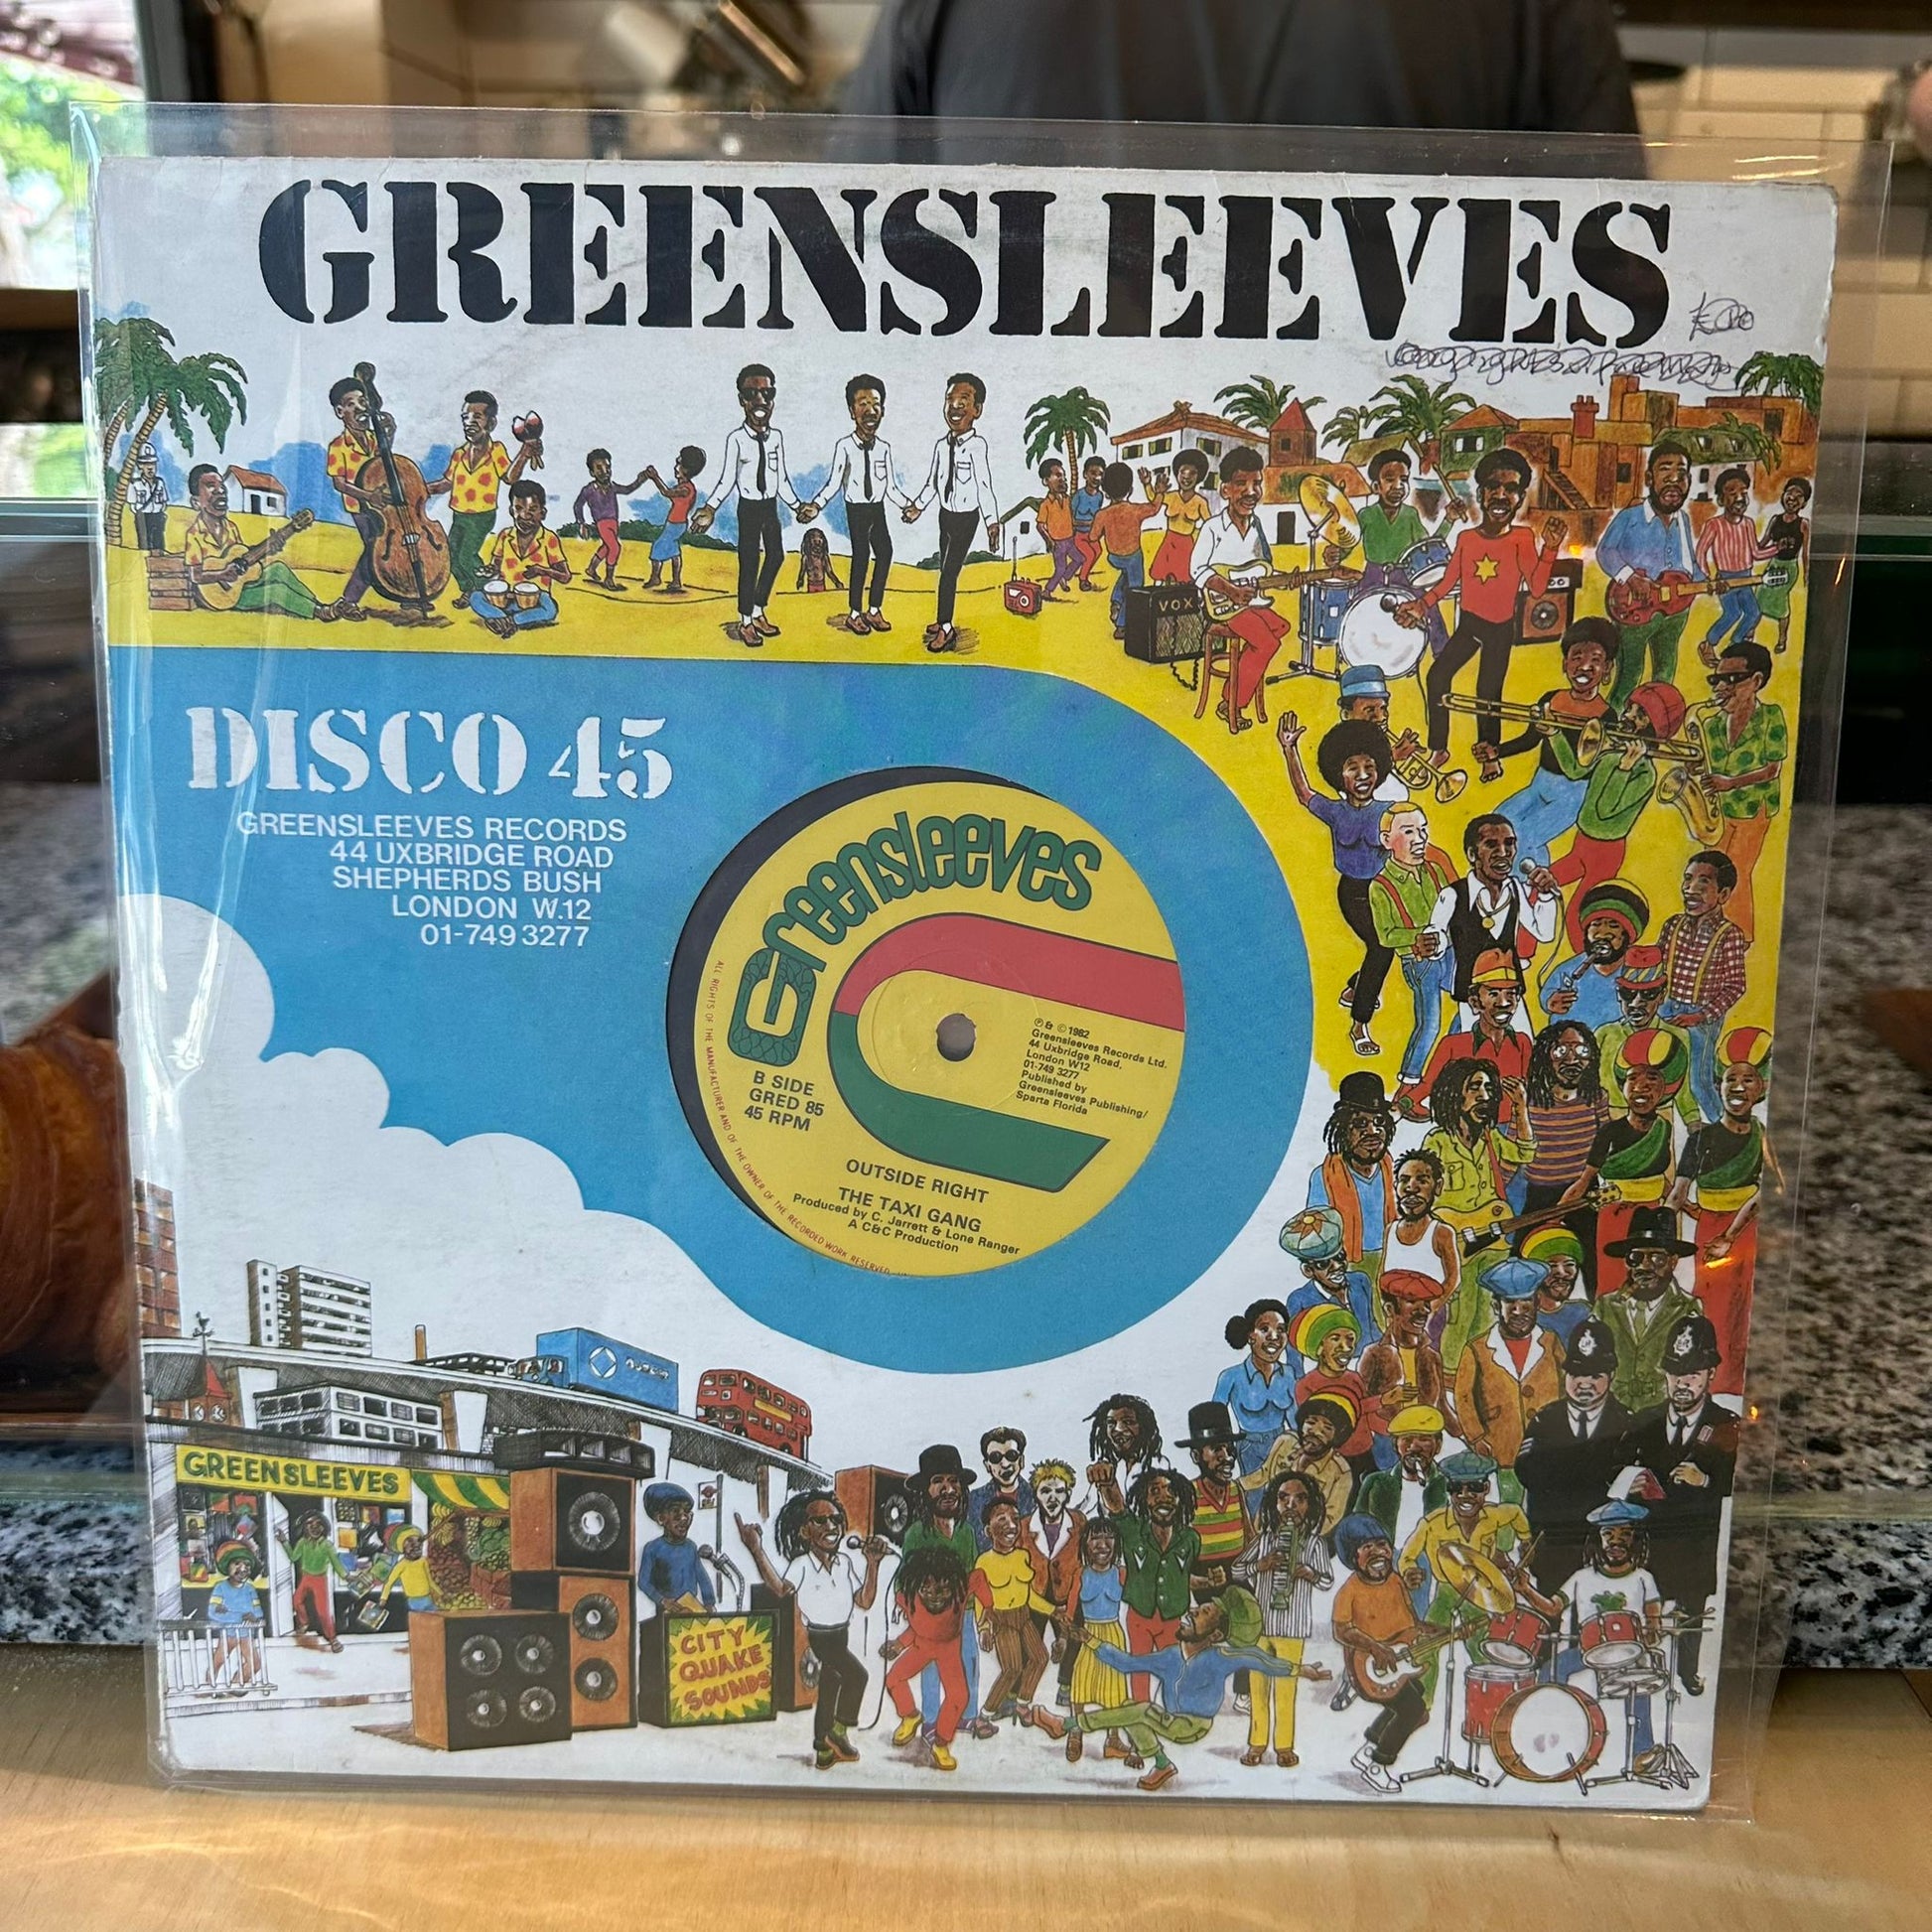 GREENSLEEVES
VOX
DISCO 45
GREENSLEEVES RECORDS
44 UXBRIDGE ROAD
SHEPHERDS BUSH
LONDON W.12
01-749 3277
Greensleeves
ALL RIGHTS OF THE MANUFACTURER AND OF THE OWNER OF THE RECORDED WORK RESERVED
℗ & © 1982
Greensleeves Records Ltd.
44 Uxbridge Road,
London W12
01-749 3277
Published by
Greensleeves Publishing/
Sparta Florida
B SIDE
GRED 85
45 RPM
OUTSIDE RIGHT
THE TAXI GANG
Produced by C. Jarrett & Lone Ranger
A C&C Production
GREENSLEEVES
CITY
QUAKE
SOUNDS